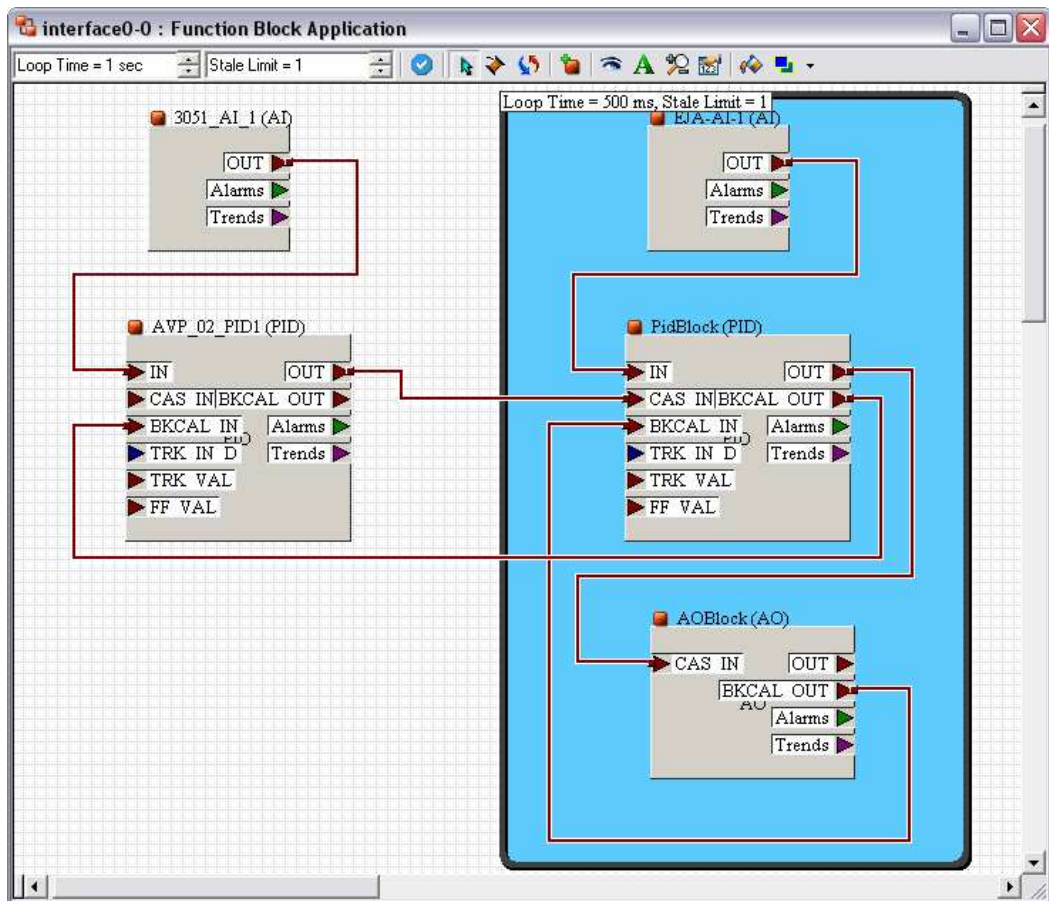 interface0-0 : Function Block Application
Loop Time = 1 sec
Stale Limit = 1
Loop Time = 500 ms, Stale Limit = 1
3051_AI_1 (AI)
OUT
Alarms
Trends
EJA-AI-1 (AI)
OUT
Alarms
Trends
AVP_02_PID1 (PID)
IN
OUT
CAS IN
BKCAL OUT
BKCAL IN
Alarms
PID
TRK IN D
Trends
TRK VAL
FF VAL
PidBlock (PID)
IN
OUT
CAS IN
BKCAL OUT
BKCAL IN
Alarms
PID
TRK IN D
Trends
TRK VAL
FF VAL
AOBlock (AO)
CAS IN
OUT
BKCAL OUT
AO
Alarms
Trends